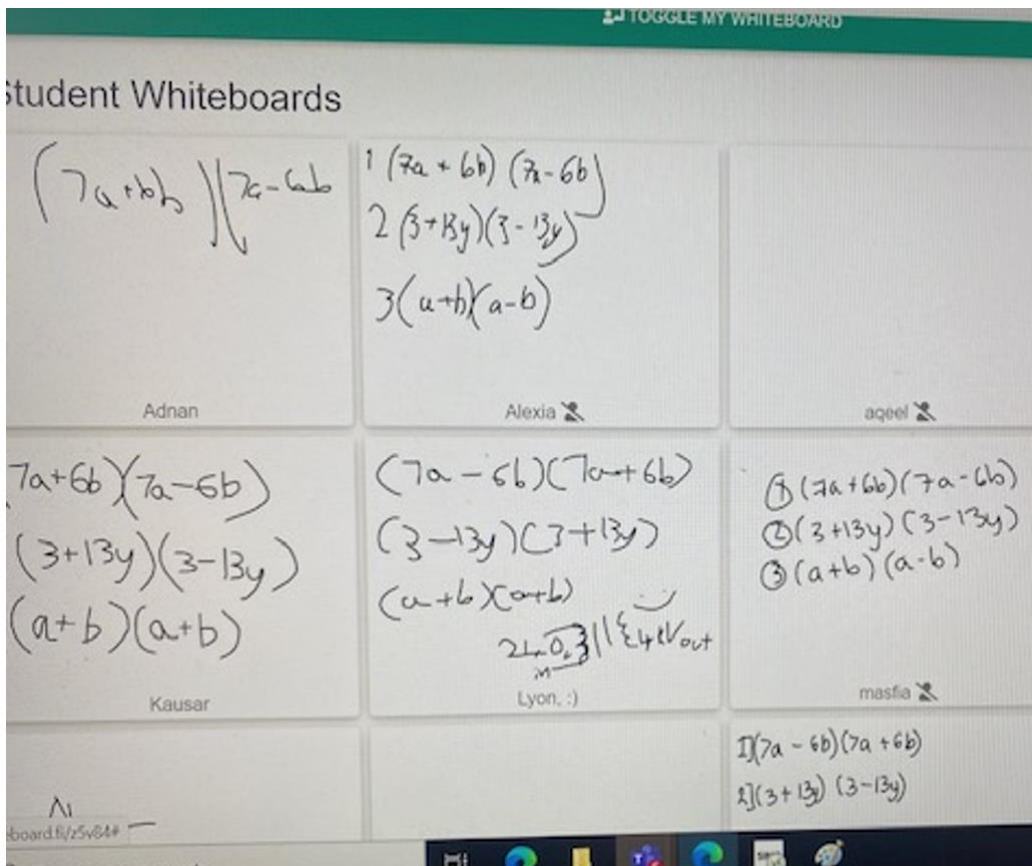 TOGGLE MY WHITEBOARD
Student Whiteboards
(7a+6b)(7a-6b
Adnan
1 (7a + 6b) (7a-6b)
2 (3+13y)(3-13y)
3(a+b)(a-b)
Alexia
aqeel
7a+6b)(7a-6b)
(3+13y)(3-13y)
(a+b)(a+b)
Kausar
(7a-6b)(7a+6b)
(3-13y)(3+13y)
(a+b)(a+b)
Lyon, :)
① (7a+6b)(7a-6b)
② (3+13y)(3-13y)
③ (a+b)(a-b)
masfia
1](7a-6b)(7a+6b)
2](3+13y) (3-13y)
board.fi/z5v84#